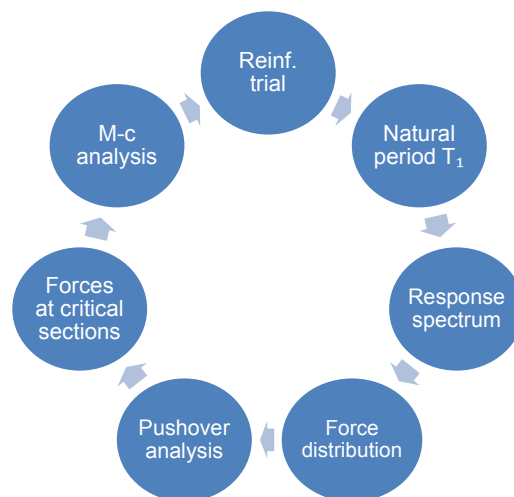 Reinf.
trial
Natural
period T₁
Response
spectrum
Force
distribution
Pushover
analysis
Forces
at critical
sections
M-c
analysis